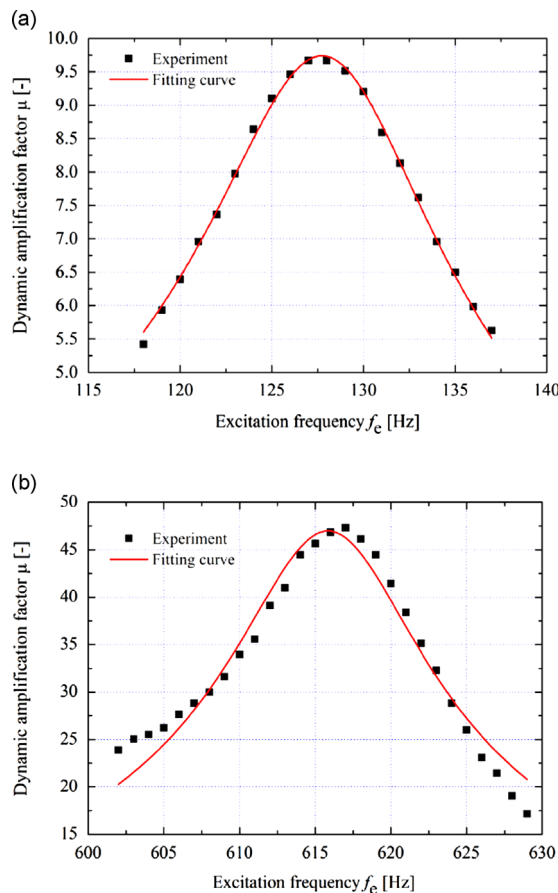 (a)
10.0
9.5
9.0
8.5
8.0
7.5
7.0
6.5
6.0
5.5
5.0
Dynamic amplification factor μ [-]
Experiment
Fitting curve
115 120 125 130 135 140
Excitation frequency fe [Hz]
(b)
50
45
40
35
30
25
20
15
Dynamic amplification factor μ [-]
Experiment
Fitting curve
600 605 610 615 620 625 630
Excitation frequency fe [Hz]